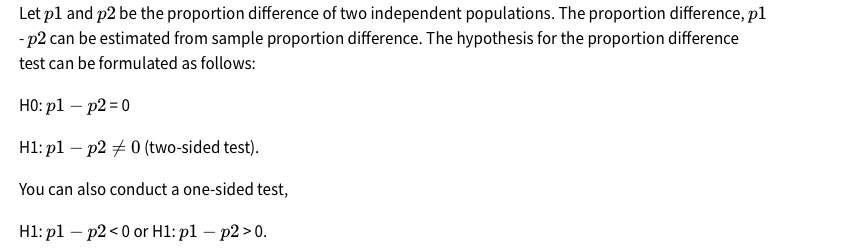 Let p1 and p2 be the proportion difference of two independent populations. The proportion difference, p1
- p2 can be estimated from sample proportion difference. The hypothesis for the proportion difference
test can be formulated as follows:
H0: p1 − p2 = 0
H1: p1 − p2 ≠ 0 (two-sided test).
You can also conduct a one-sided test,
H1: p1 − p2 < 0 or H1: p1 − p2 > 0.